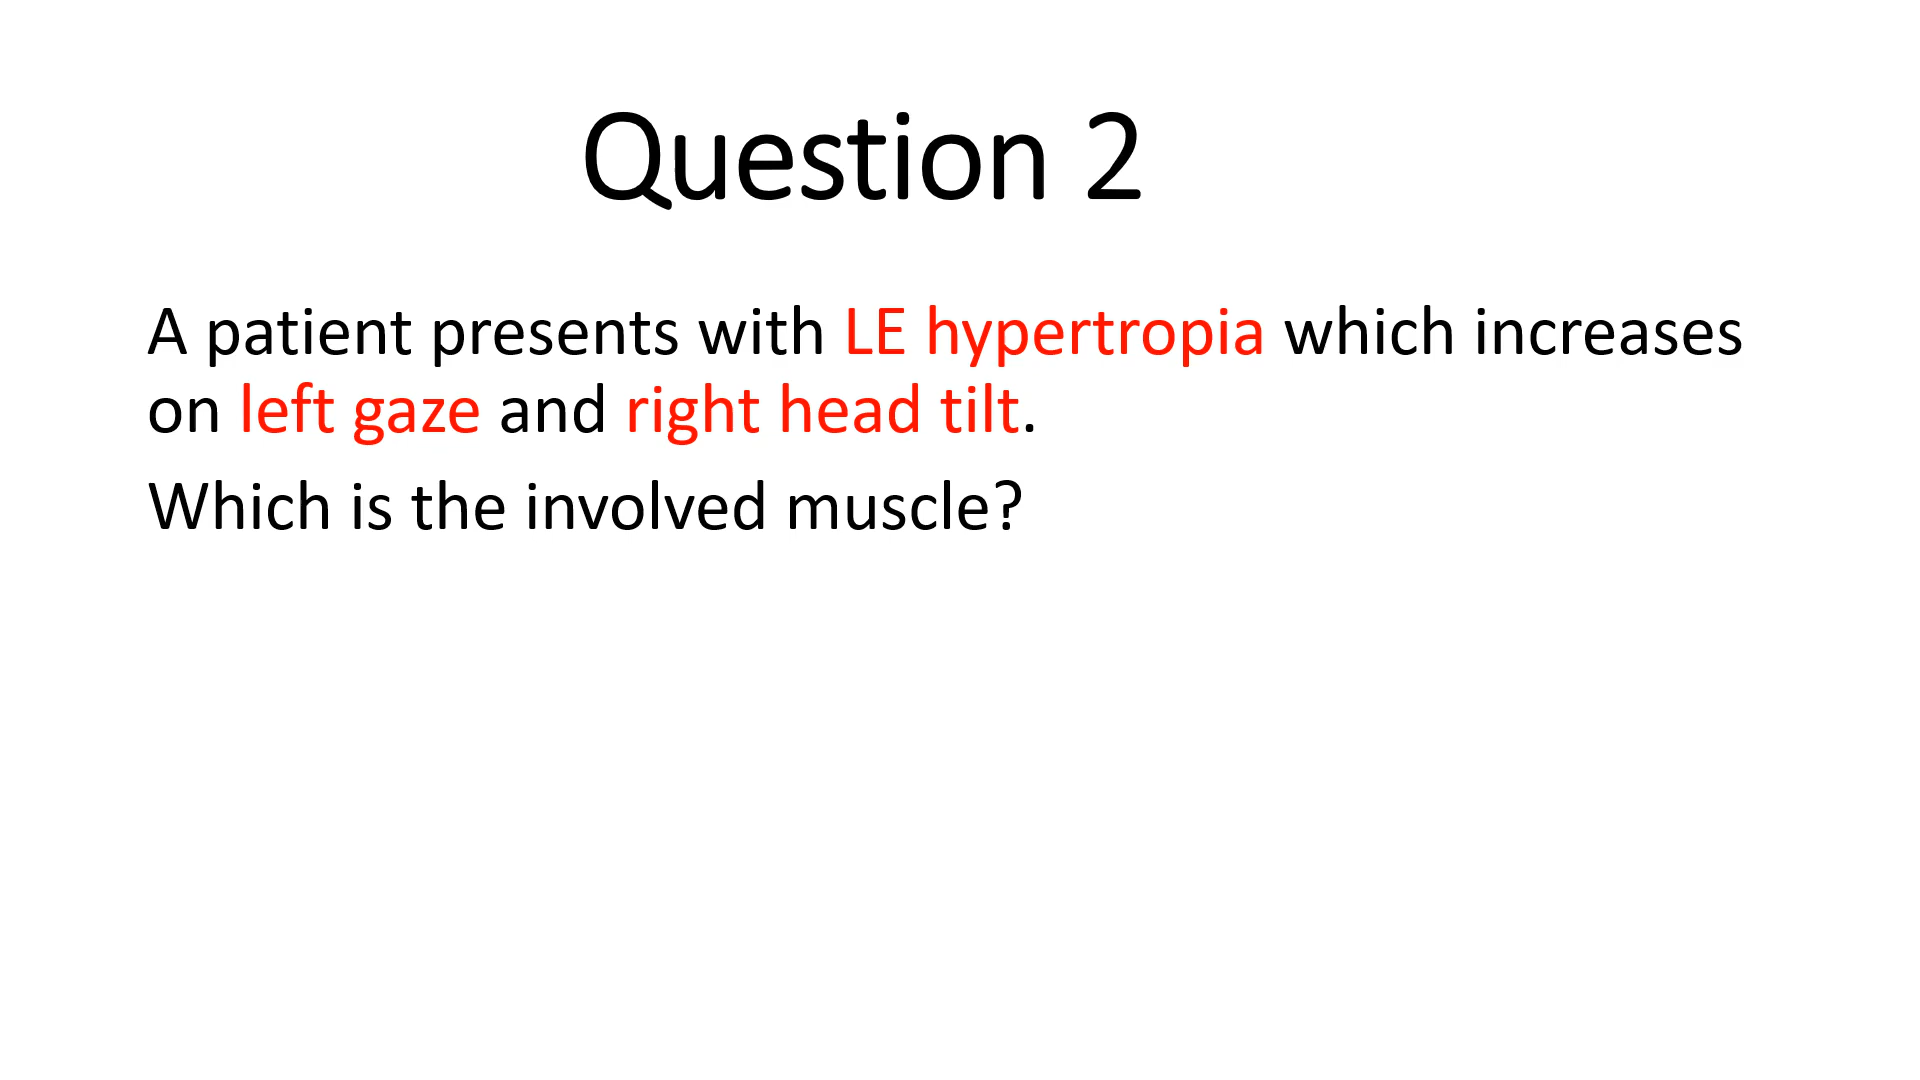 Question 2
A patient presents with LE hypertropia which increases
on left gaze and right head tilt.
Which is the involved muscle?